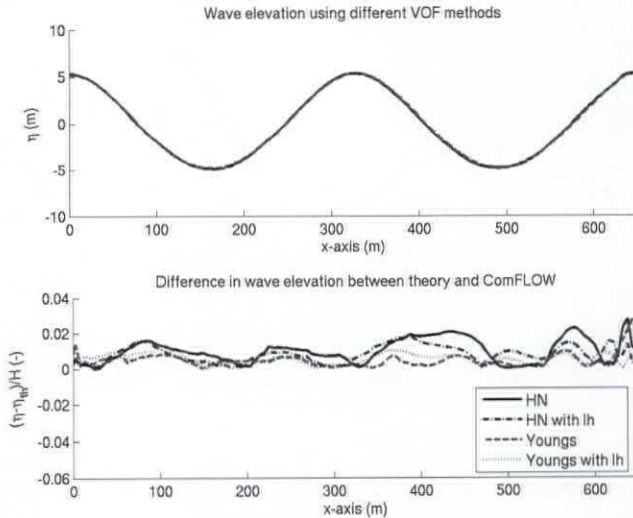 Wave elevation using different VOF methods
10
5
0
-5
-10
η (m)
0 100 200 300 400 500 600
x-axis (m)
Difference in wave elevation between theory and ComFLOW
0.04
0.02
0
-0.02
-0.04
-0.06
(η-ηth)/H (-)
HN
HN with lh
Youngs
Youngs with lh
0 100 200 300 400 500 600
x-axis (m)